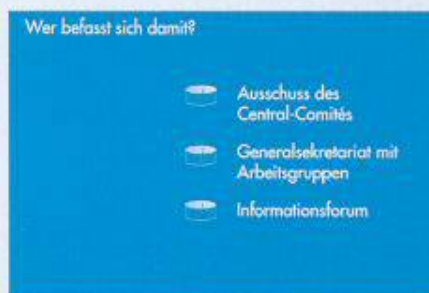 Wer befasst sich damit?
Ausschuss des
Central-Comités
Generalsekretariat mit
Arbeitsgruppen
Informationsforum